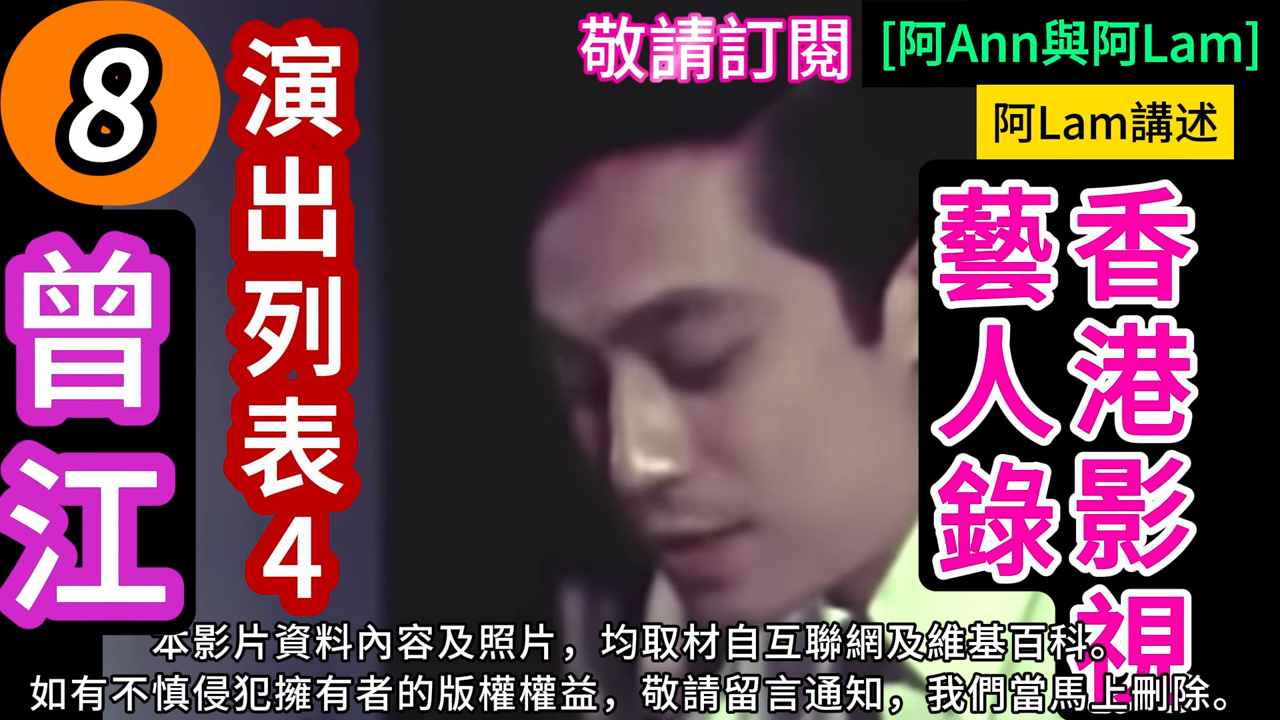 8
曾江
演出列表4
敬請訂閱
[阿Ann與阿Lam]
阿Lam講述
香港影視
藝人錄
本影片資料內容及照片，均取材自互聯網及維基百科。
如有不慎侵犯擁有者的版權權益，敬請留言通知，我們當馬上刪除。